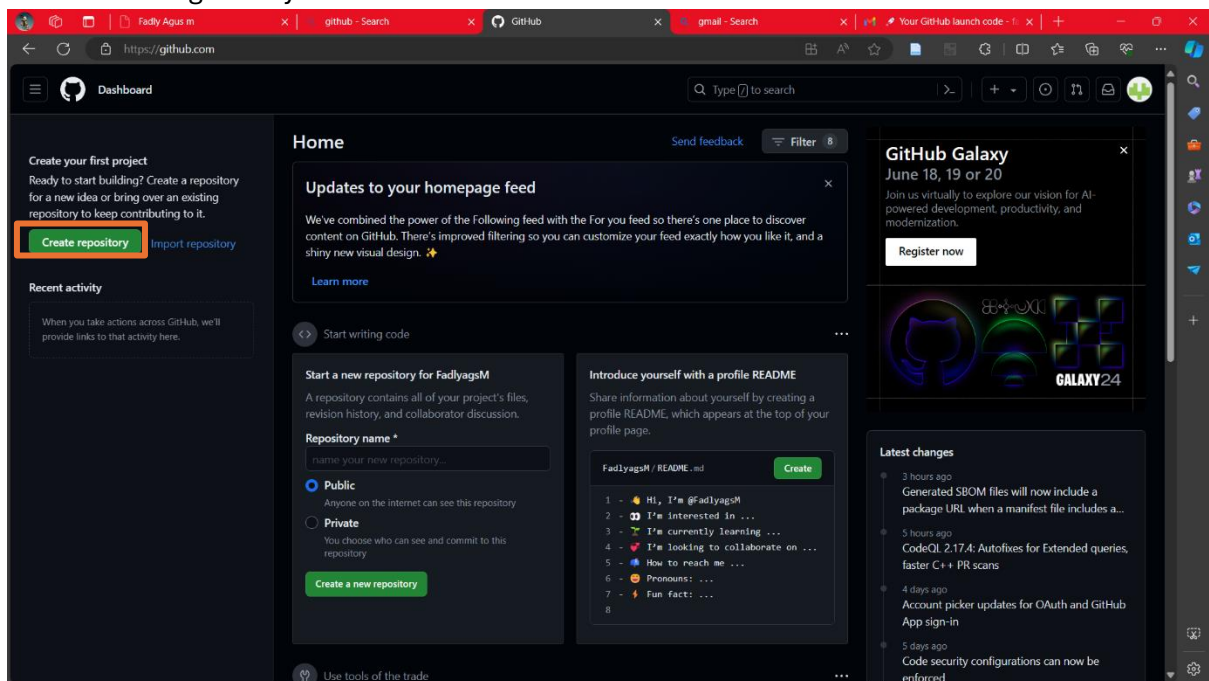 Fadly Agus m
github - Search
GitHub
gmail - Search
Your GitHub launch code - f
https://github.com
Dashboard
Type / to search
Create your first project
Ready to start building? Create a repository
for a new idea or bring over an existing
repository to keep contributing to it.
Create repository
Import repository
Recent activity
When you take actions across GitHub, we'll
provide links to that activity here.
Home
Send feedback
Filter 8
Updates to your homepage feed
We've combined the power of the Following feed with the For you feed so there's one place to discover
content on GitHub. There's improved filtering so you can customize your feed exactly how you like it, and a
shiny new visual design. ✨
Learn more
Start writing code
Start a new repository for FadlyagsM
A repository contains all of your project's files,
revision history, and collaborator discussion.
Repository name *
name your new repository...
Public
Anyone on the internet can see this repository
Private
You choose who can see and commit to this
repository
Create a new repository
Introduce yourself with a profile README
Share information about yourself by creating a
profile README, which appears at the top of your
profile page.
FadlyagsM / README.md
Create
1 - 👋 Hi, I'm @FadlyagsM
2 - 👀 I'm interested in ...
3 - 🌱 I'm currently learning ...
4 - 💞️ I'm looking to collaborate on ...
5 - 📫 How to reach me ...
6 - 😄 Pronouns: ...
7 - ⚡ Fun fact: ...
8
Use tools of the trade
GitHub Galaxy
June 18, 19 or 20
Join us virtually to explore our vision for AI-
powered development, productivity, and
modernization.
Register now
GALAXY24
Latest changes
3 hours ago
Generated SBOM files will now include a
package URL when a manifest file includes a...
5 hours ago
CodeQL 2.17.4: Autofixes for Extended queries,
faster C++ PR scans
4 days ago
Account picker updates for OAuth and GitHub
App sign-in
5 days ago
Code security configurations can now be
enforced